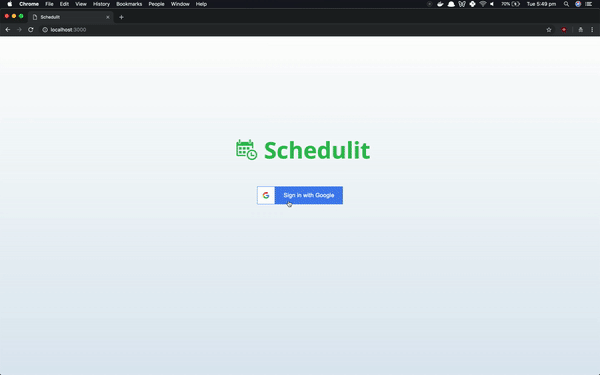 Chrome File Edit View History Bookmarks People Window Help
70% Tue 5:49 pm
Schedulit
localhost:3000
Schedulit
G Sign in with Google